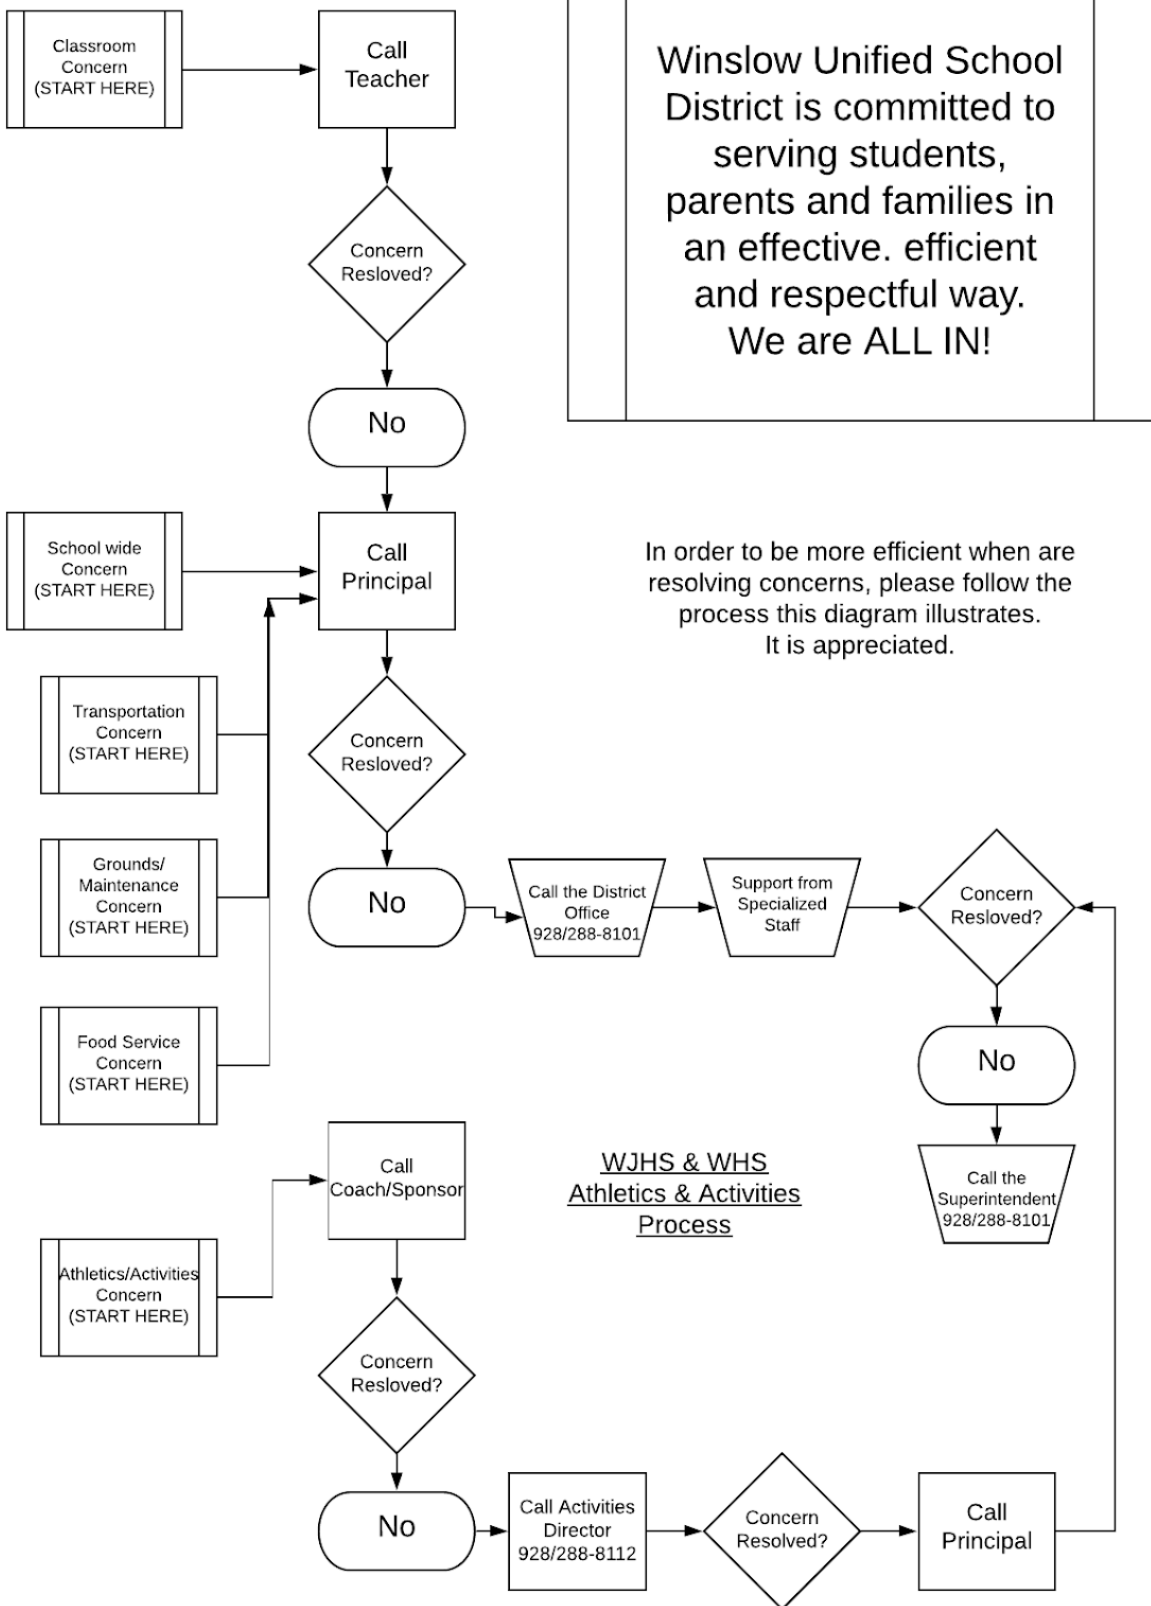 Classroom
Concern
(START HERE)
Call
Teacher
Winslow Unified School
District is committed to
serving students,
parents and families in
an effective. efficient
and respectful way.
We are ALL IN!
Concern
Resloved?
No
School wide
Concern
(START HERE)
Call
Principal
In order to be more efficient when are
resolving concerns, please follow the
process this diagram illustrates.
It is appreciated.
Transportation
Concern
(START HERE)
Concern
Resloved?
Grounds/
Maintenance
Concern
(START HERE)
No
Call the District
Office
928/288-8101
Support from
Specialized
Staff
Concern
Resloved?
Food Service
Concern
(START HERE)
No
Call the
Superintendent
928/288-8101
Call
Coach/Sponsor
WJHS & WHS
Athletics & Activities
Process
Athletics/Activities
Concern
(START HERE)
Concern
Resloved?
No
Call Activities
Director
928/288-8112
Concern
Resolved?
Call
Principal